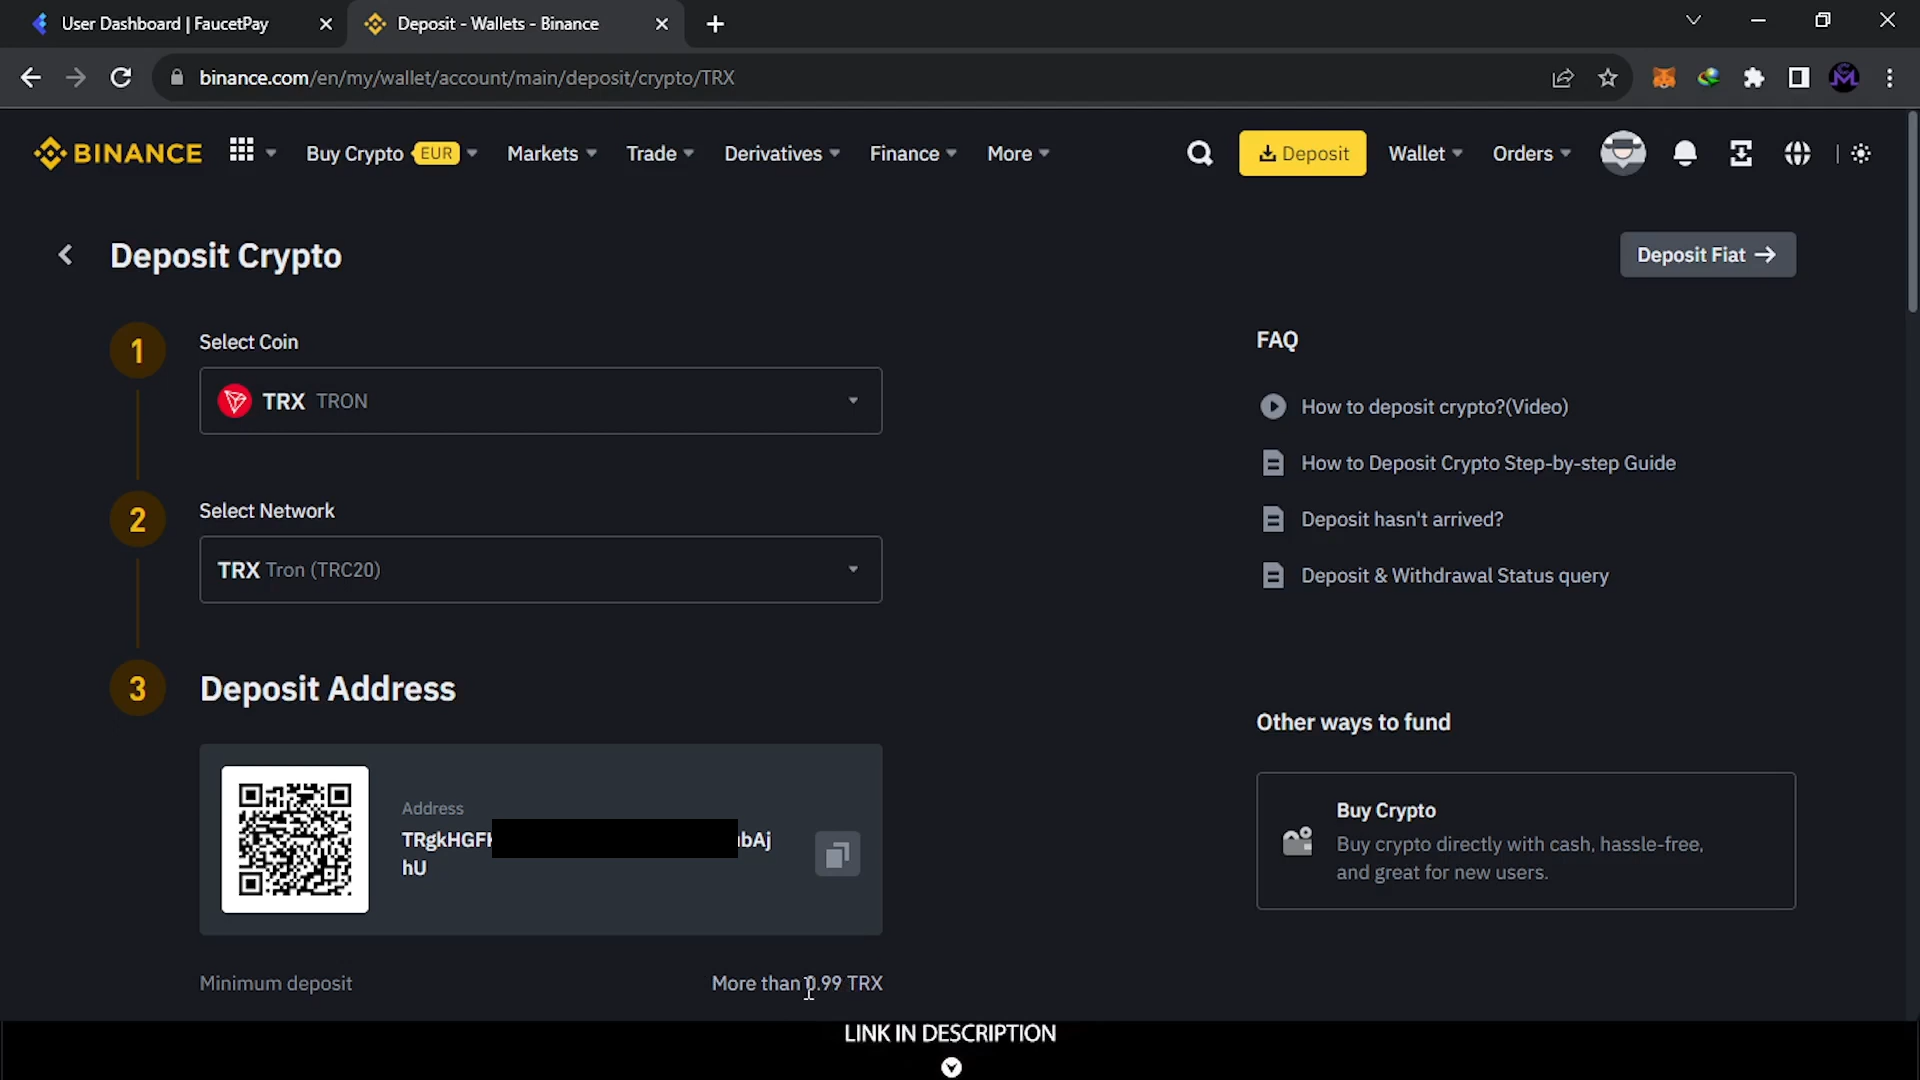 User Dashboard | FaucetPay
Deposit - Wallets - Binance
binance.com/en/my/wallet/account/main/deposit/crypto/TRX
BINANCE
Buy Crypto EUR
Markets
Trade
Derivatives
Finance
More
Deposit
Wallet
Orders
Deposit Crypto
Deposit Fiat
1
Select Coin
TRX TRON
2
Select Network
TRX Tron (TRC20)
3
Deposit Address
Address
TRgkHGF
bAj
hU
Minimum deposit
More than 0.99 TRX
FAQ
How to deposit crypto?(Video)
How to Deposit Crypto Step-by-step Guide
Deposit hasn't arrived?
Deposit & Withdrawal Status query
Other ways to fund
Buy Crypto
Buy crypto directly with cash, hassle-free,
and great for new users.
LINK IN DESCRIPTION